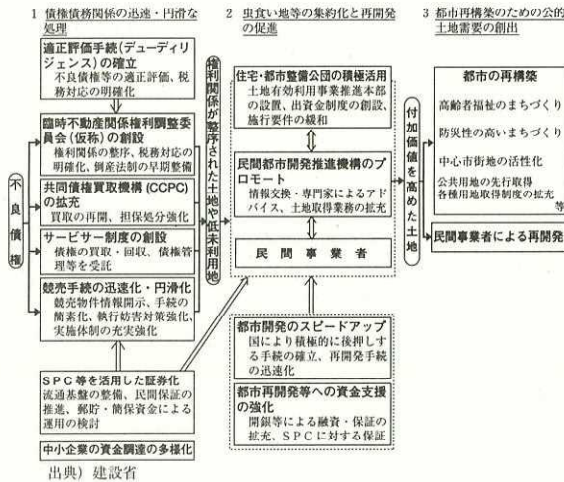 1 債権債務関係の迅速・円滑な
処理
適正評価手続(デューディリ
ジェンス)の確立
不良債権等の適正評価、税
務対応の明確化
臨時不動産関係権利調整委
員会(仮称)の創設
権利関係の整序、税務対応の
明確化、倒産法制の早期整備
共同債権買取機構(CCPC)
の拡充
買取の再開、担保処分強化
サービサー制度の創設
債権の買取・回収、債権管
理等を受託
競売手続の迅速化・円滑化
競売物件情報開示、手続の
簡素化、執行妨害対策強化、
実施体制の充実強化
不良債権
SPC等を活用した証券化
流通基盤の整備、民間保証の
推進、郵貯・簡保資金による
運用の検討
中小企業の資金調達の多様化
権利関係が整序された土地や低未利用地
2 虫食い地等の集約化と再開発
の促進
住宅・都市整備公団の積極活用
土地有効利用事業推進本部
の設置、出資金制度の創設、
施行要件の緩和
民間都市開発推進機構のプ
ロモート
情報交換・専門家によるアド
バイス、土地取得業務の拡充
民間事業者
都市開発のスピードアップ
国により積極的に後押しす
る手続の確立、再開発手続
の迅速化
都市再開発等への資金支援
の強化
開銀等による融資・保証の
拡充、SPCに対する保証
付加価値を高めた土地
3 都市再構築のための公的
土地需要の創出
都市の再構築
高齢者福祉のまちづくり
防災性の高いまちづくり
中心市街地の活性化
公共用地の先行取得
各種用地取得制度の拡充
等
民間事業者による再開発
出典)建設省